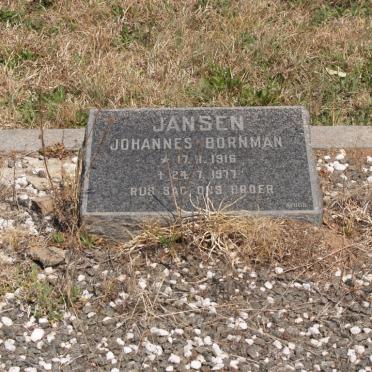 JANSEN
JOHANNES BORNMAN
* 17.11.1916
† 24.7.1977
RUS SAG ONS BROER